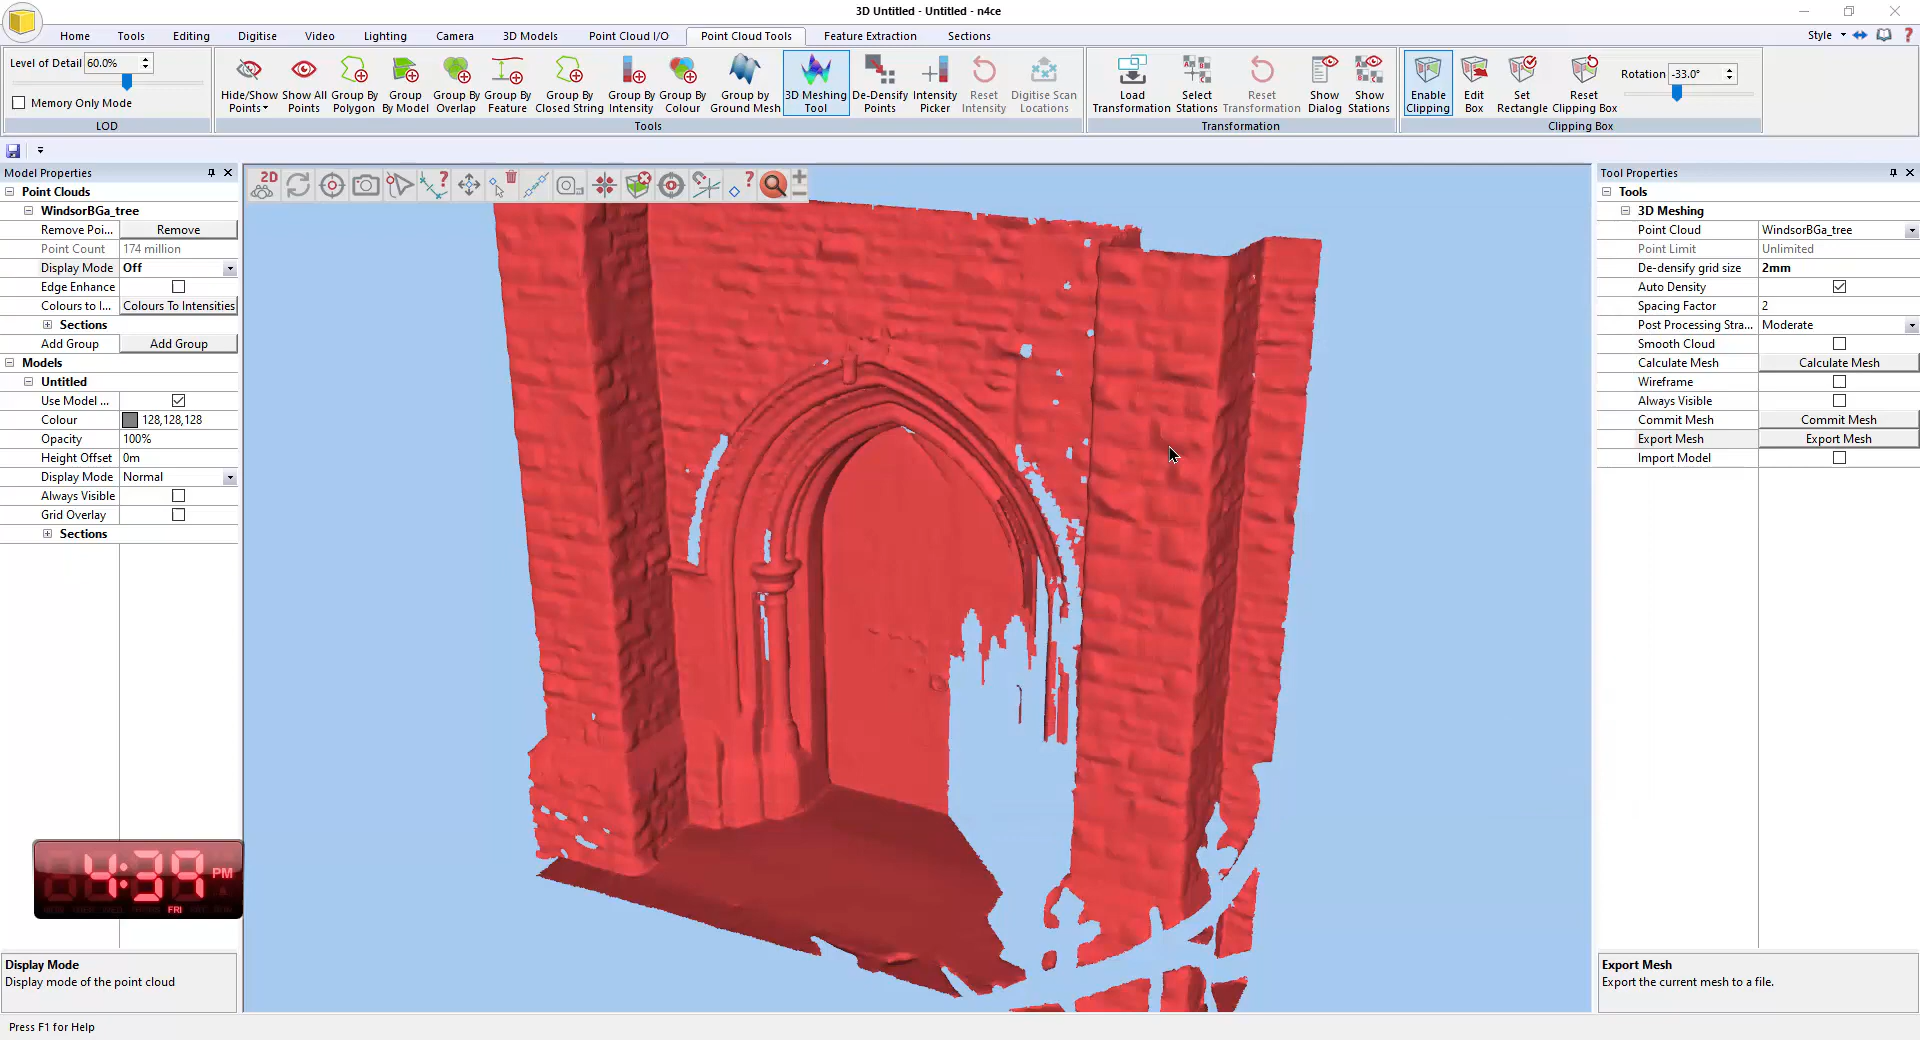 3D Untitled - Untitled - n4ce
Home Tools Editing Digitise Video Lighting Camera 3D Models Point Cloud I/O Point Cloud Tools Feature Extraction Sections Style
Level of Detail 60.0%
Memory Only Mode
LOD
Hide/Show Points
Show All Points
Group By Polygon
Group By Model
Group By Overlap
Group By Feature
Group By Closed String
Group By Intensity
Group By Colour
Group by Ground Mesh
3D Meshing Tool
De-Densify Points
Intensity Picker
Reset Intensity
Digitise Scan Locations
Tools
Load Transformation
Select Stations
Reset Transformation
Show Dialog
Show Stations
Transformation
Enable Clipping
Edit Box
Set Rectangle
Reset Clipping Box
Rotation -33.0°
Clipping Box
Model Properties
Point Clouds
WindsorBGa_tree
Remove Poi... Remove
Point Count 174 million
Display Mode Off
Edge Enhance
Colours to I... Colours To Intensities
Sections
Add Group Add Group
Models
Untitled
Use Model ...
Colour 128,128,128
Opacity 100%
Height Offset 0m
Display Mode Normal
Always Visible
Grid Overlay
Sections
4:39 PM
FRI
Display Mode
Display mode of the point cloud
Press F1 for Help
2D
Tool Properties
Tools
3D Meshing
Point Cloud WindsorBGa_tree
Point Limit Unlimited
De-densify grid size 2mm
Auto Density
Spacing Factor 2
Post Processing Stra... Moderate
Smooth Cloud
Calculate Mesh Calculate Mesh
Wireframe
Always Visible
Commit Mesh Commit Mesh
Export Mesh Export Mesh
Import Model
Export Mesh
Export the current mesh to a file.